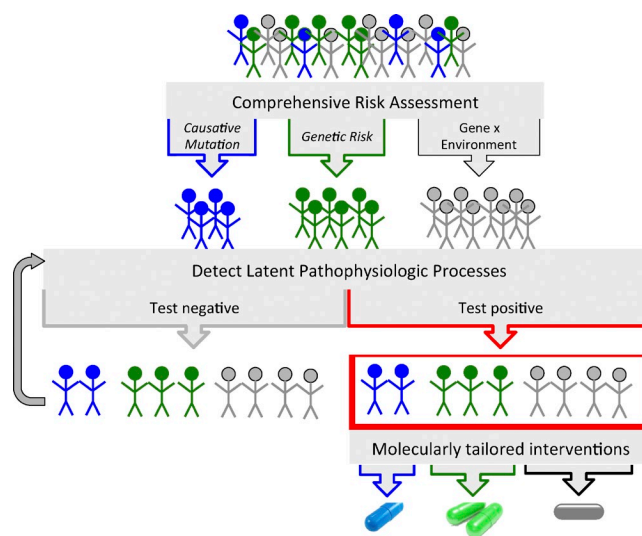 Comprehensive Risk Assessment
Causative
Mutation
Genetic Risk
Gene x
Environment
Detect Latent Pathophysiologic Processes
Test negative
Test positive
Molecularly tailored interventions